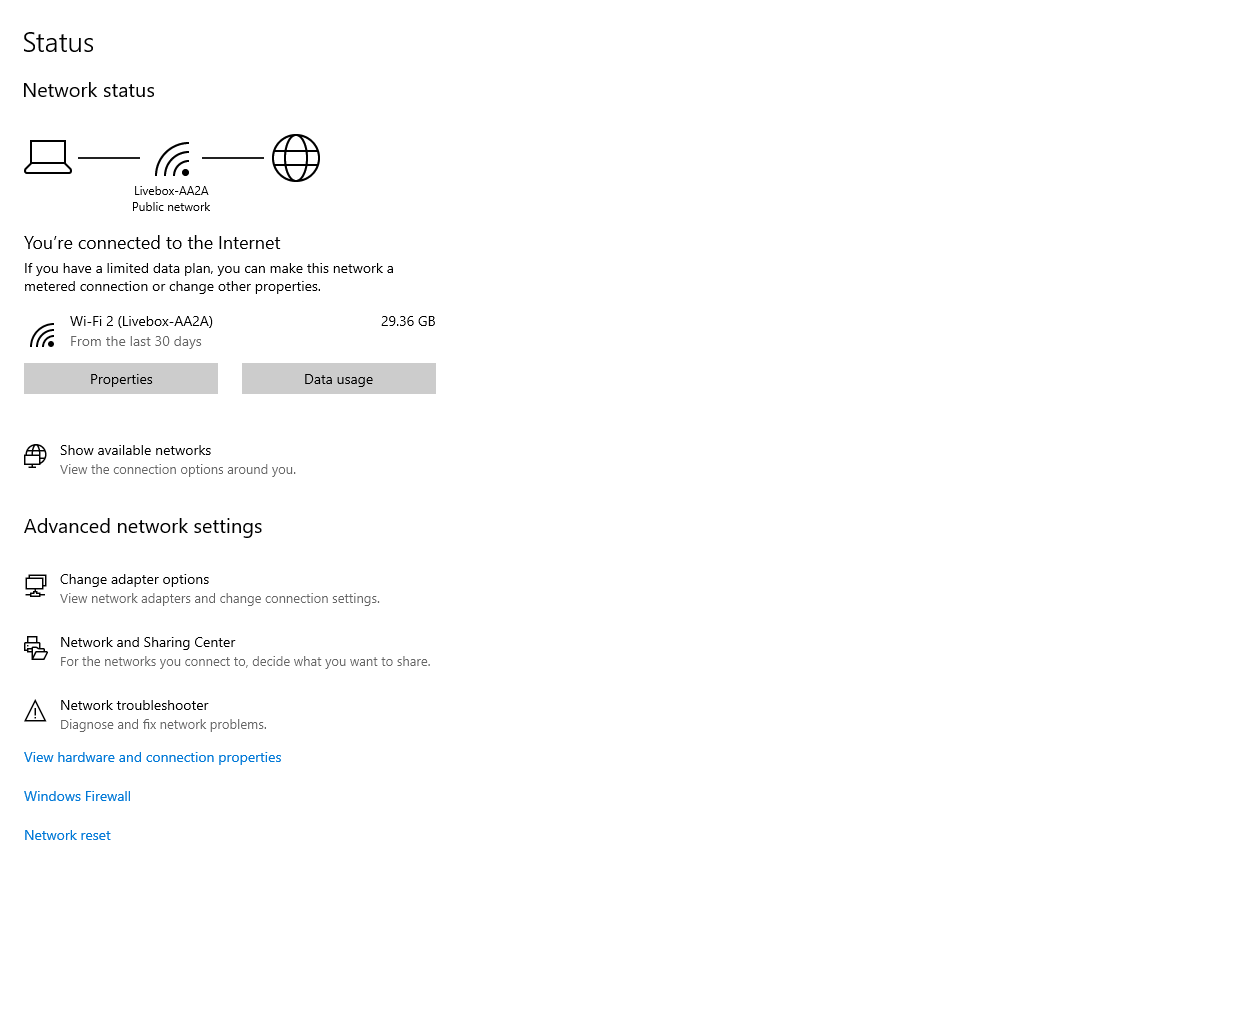 Status
Network status
Livebox-AA2A
Public network
You're connected to the Internet
If you have a limited data plan, you can make this network a
metered connection or change other properties.
Wi-Fi 2 (Livebox-AA2A) 29.36 GB
From the last 30 days
Properties Data usage
Show available networks
View the connection options around you.
Advanced network settings
Change adapter options
View network adapters and change connection settings.
Network and Sharing Center
For the networks you connect to, decide what you want to share.
Network troubleshooter
Diagnose and fix network problems.
View hardware and connection properties
Windows Firewall
Network reset